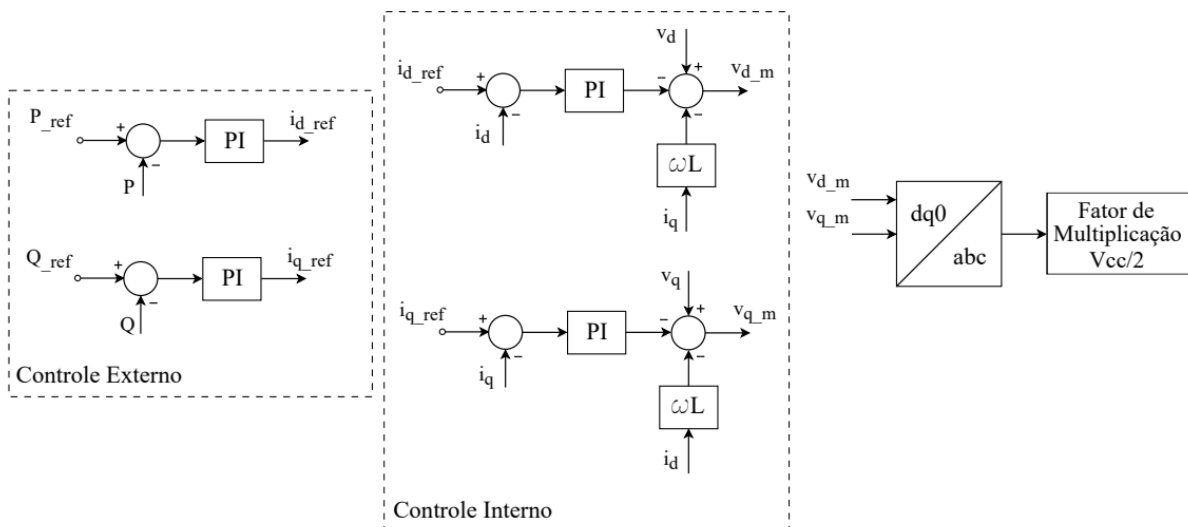 P_ref
+
−
P
PI
i_d_ref
Q_ref
+
−
Q
PI
i_q_ref
Controle Externo
i_d_ref
+
−
i_d
PI
v_d
−
+
−
v_d_m
ωL
i_q
i_q_ref
+
−
i_q
PI
v_q
−
+
−
v_q_m
ωL
i_d
Controle Interno
v_d_m
v_q_m
dq0
abc
Fator de
Multiplicação
Vcc/2